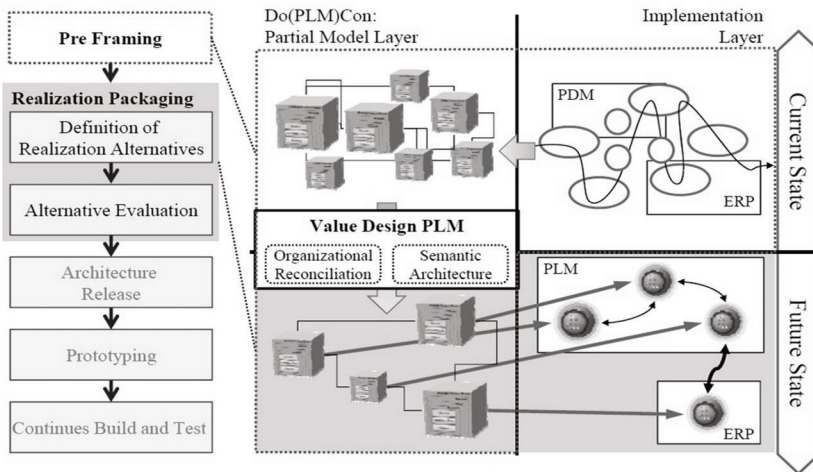 Pre Framing
Realization Packaging
Definition of
Realization Alternatives
Alternative Evaluation
Architecture
Release
Prototyping
Continues Build and Test
Do(PLM)Con:
Partial Model Layer
Implementation
Layer
PDM
ERP
Current State
Value Design PLM
Organizational
Reconciliation
Semantic
Architecture
PLM
ERP
Future State